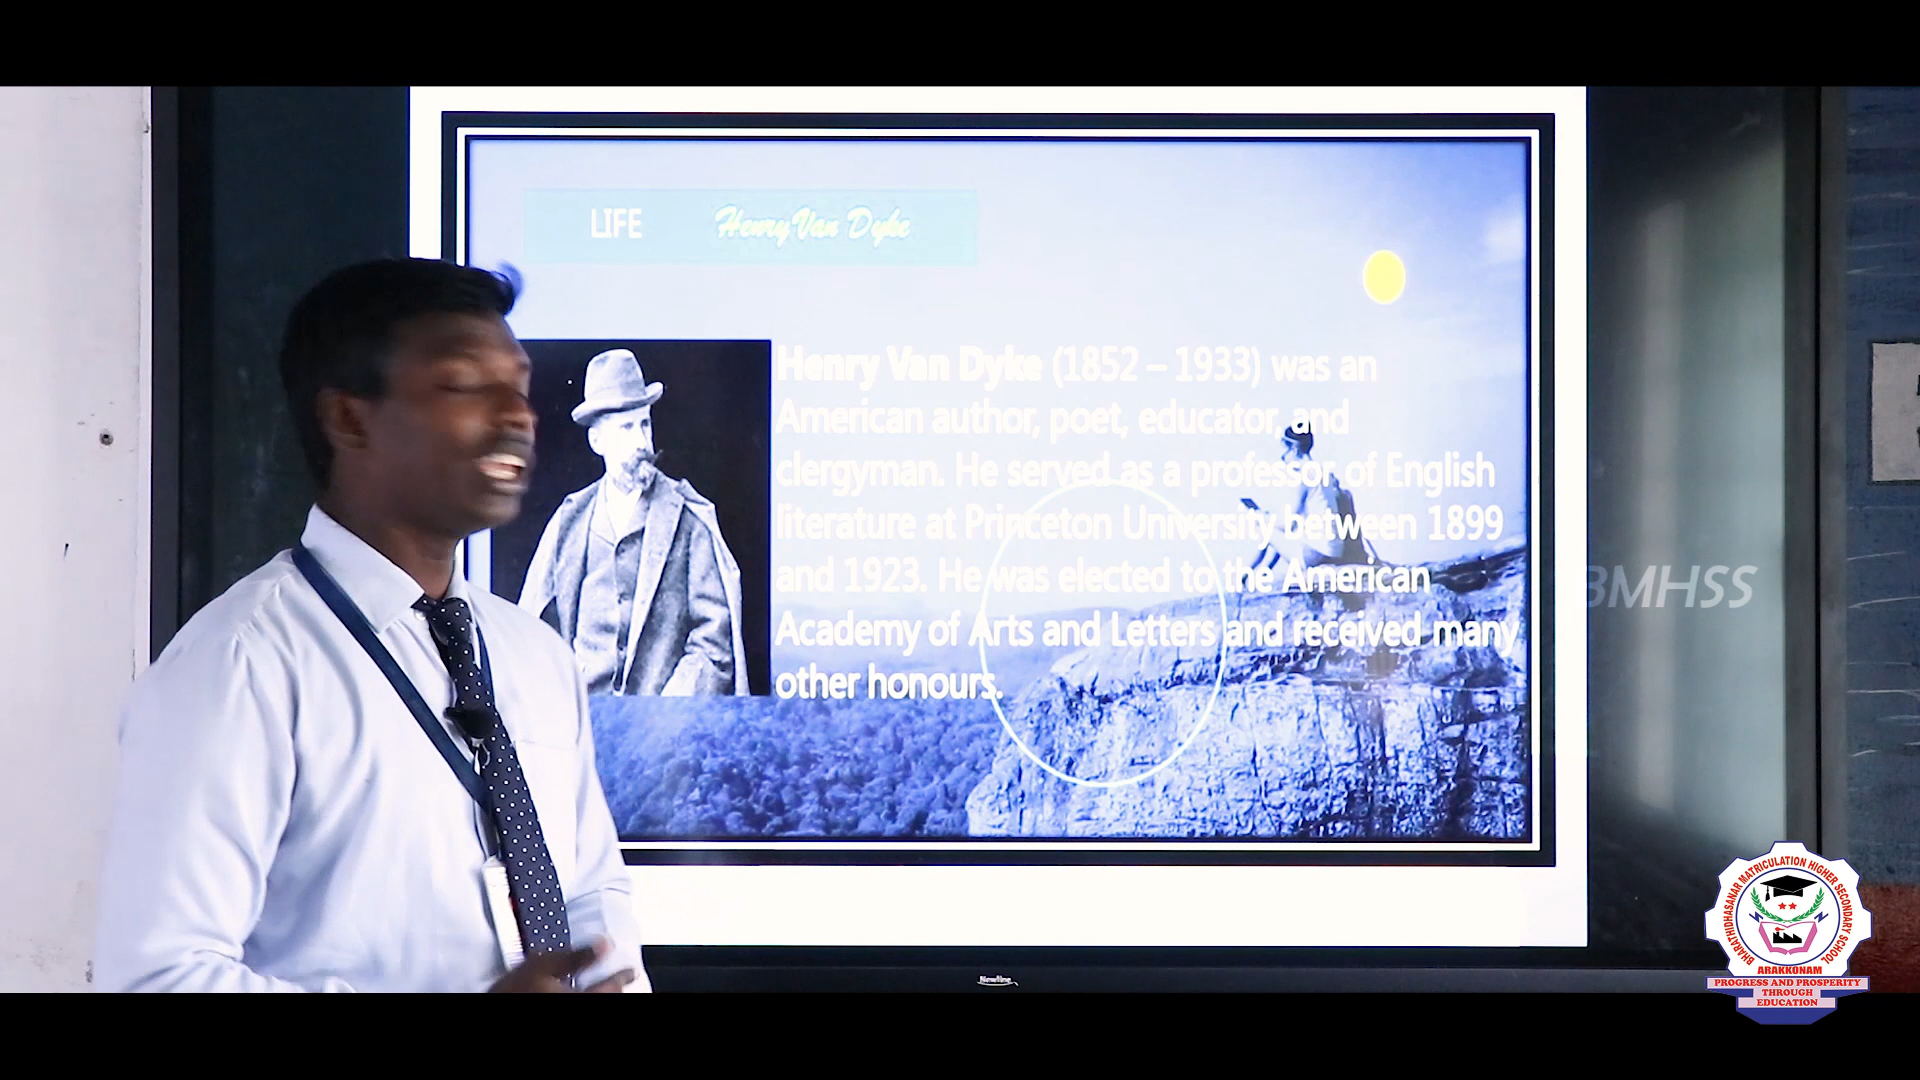 LIFE Henry Van Dyke
Henry Van Dyke (1852 – 1933) was an
American author, poet, educator, and
clergyman. He served as a professor of English
literature at Princeton University between 1899
and 1923. He was elected to the American
Academy of Arts and Letters and received many
other honours.
BMHSS
Newline
BHARATHIDHASANAR MATRICULATION HIGHER SECONDARY SCHOOL
ARAKKONAM
PROGRESS AND PROSPERITY
THROUGH
EDUCATION